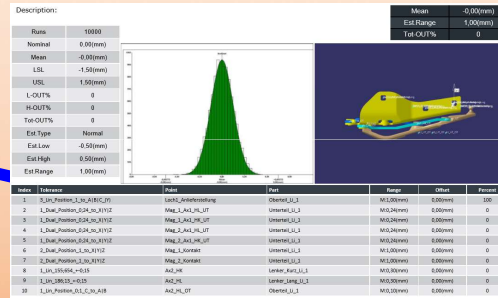 Description:
Mean -0,00(mm)
Est.Range 1,00(mm)
Tot-OUT% 0
Runs 10000
Nominal 0,00(mm)
Mean -0,00(mm)
LSL -1,50(mm)
USL 1,50(mm)
L-OUT% 0
H-OUT% 0
Tot-OUT% 0
Est.Type Normal
Est.Low -0,50(mm)
Est.High 0,50(mm)
Est.Range 1,00(mm)
Index Tolerance Point Part Range Offset Percent
1 3_Lin_Position_1_to_A|B|C_(Y) Loch1_Anlieferstellung Oberteil_Li_1 M:1,00(mm) 0,00(mm) 100
2 1_Dual_Position_0;24_to_X|Y|Z Mag_1_Ax1_HL_UT Unterteil_Li_1 M:0,24(mm) 0,00(mm) 0
3 1_Dual_Position_0;24_to_X|Y|Z Mag_1_Ax1_HK_UT Unterteil_Li_1 M:0,24(mm) 0,00(mm) 0
4 1_Dual_Position_0;24_to_X|Y|Z Mag_2_Ax1_HL_UT Unterteil_Li_1 M:0,24(mm) 0,00(mm) 0
5 1_Dual_Position_0;24_to_X|Y|Z Mag_2_Ax1_HK_UT Unterteil_Li_1 M:0,24(mm) 0,00(mm) 0
6 2_Dual_Position_1_to_X|Y|Z Mag_1_Kontakt Unterteil_Li_1 M:1,00(mm) 0,00(mm) 0
7 2_Dual_Position_1_to_X|Y|Z Mag_2_Kontakt Unterteil_Li_1 M:1,00(mm) 0,00(mm) 0
8 1_Lin_155;654_+-0;15 Ax2_HK Lenker_Kurz_Li_1 M:0,30(mm) 0,00(mm) 0
9 1_Lin_186;15_+-0;15 Ax2_HL Lenker_Lang_Li_1 M:0,30(mm) 0,00(mm) 0
10 1_Lin_Position_0;1_C_to_A|B Ax2_HL_OT Oberteil_Li_1 M:0,10(mm) 0,00(mm) 0